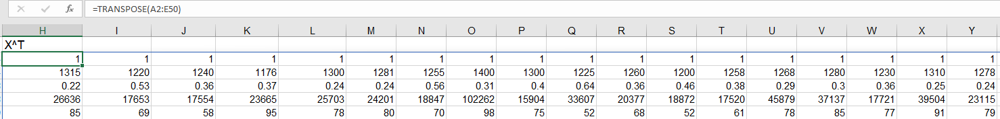 =TRANSPOSE(A2:E50)
H I J K L M N O P Q R S T U V W X Y
X^T
1 1 1 1 1 1 1 1 1 1 1 1 1 1 1 1 1 1
1315 1220 1240 1176 1300 1281 1255 1400 1300 1225 1260 1200 1258 1268 1280 1230 1310 1278
0.22 0.53 0.36 0.37 0.24 0.24 0.56 0.31 0.4 0.64 0.36 0.46 0.38 0.29 0.3 0.36 0.25 0.24
26636 17653 17554 23665 25703 24201 18847 102262 15904 33607 20377 18872 17520 45879 37137 17721 39504 23115
85 69 58 95 78 80 70 98 75 52 68 52 61 78 85 77 91 79